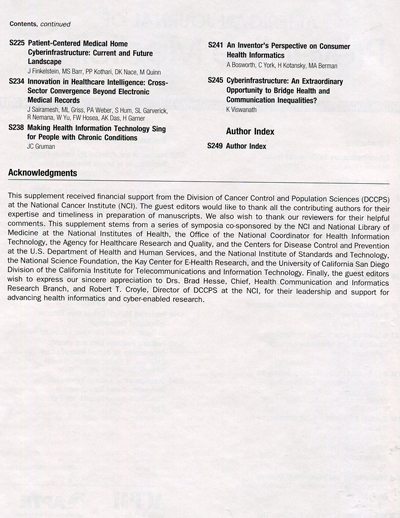 Contents, continued
S225 Patient-Centered Medical Home
Cyberinfrastructure: Current and Future
Landscape
J Finkelstein, MS Barr, PP Kothari, DK Nace, M Quinn
S234 Innovation in Healthcare Intelligence: Cross-
Sector Convergence Beyond Electronic
Medical Records
J Sairamesh, ML Griss, PA Weber, S Hum, SL Garverick,
R Nemana, W Yu, FW Hosea, AK Das, H Garner
S238 Making Health Information Technology Sing
for People with Chronic Conditions
JC Gruman
S241 An Inventor's Perspective on Consumer
Health Informatics
A Bosworth, C York, H Kotansky, MA Berman
S245 Cyberinfrastructure: An Extraordinary
Opportunity to Bridge Health and
Communication Inequalities?
K Viswanath
Author Index
S249 Author Index
Acknowledgments
This supplement received financial support from the Division of Cancer Control and Population Sciences (DCCPS)
at the National Cancer Institute (NCI). The guest editors would like to thank all the contributing authors for their
expertise and timeliness in preparation of manuscripts. We also wish to thank our reviewers for their helpful
comments. This supplement stems from a series of symposia co-sponsored by the NCI and National Library of
Medicine at the National Institutes of Health, the Office of the National Coordinator for Health Information
Technology, the Agency for Healthcare Research and Quality, and the Centers for Disease Control and Prevention
at the U.S. Department of Health and Human Services, and the National Institute of Standards and Technology,
the National Science Foundation, the Kay Center for E-Health Research, and the University of California San Diego
Division of the California Institute for Telecommunications and Information Technology. Finally, the guest editors
wish to express our sincere appreciation to Drs. Brad Hesse, Chief, Health Communication and Informatics
Research Branch, and Robert T. Croyle, Director of DCCPS at the NCI, for their leadership and support for
advancing health informatics and cyber-enabled research.